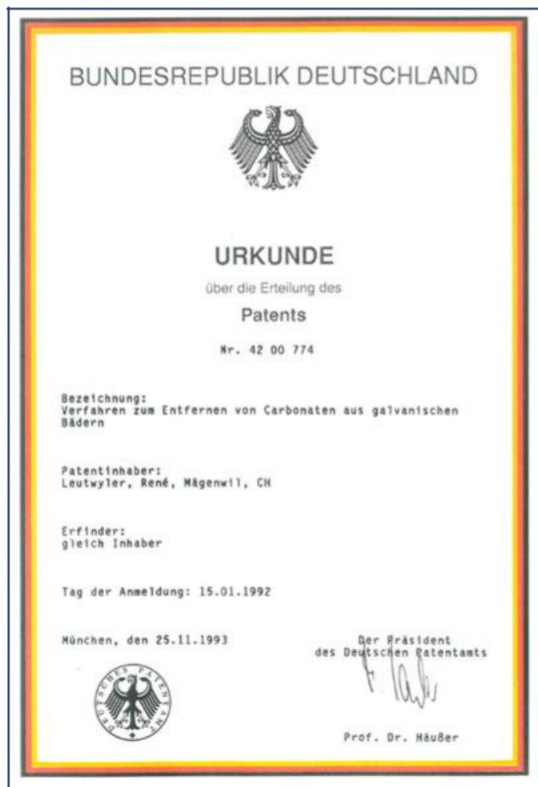 BUNDESREPUBLIK DEUTSCHLAND
URKUNDE
über die Erteilung des
Patents
Nr. 42 00 774
Bezeichnung:
Verfahren zum Entfernen von Carbonaten aus galvanischen
Bädern
Patentinhaber:
Leutwyler, René, Mägenwil, CH
Erfinder:
gleich Inhaber
Tag der Anmeldung: 15.01.1992
München, den 25.11.1993
Der Präsident
des Deutschen Patentamts
DEUTSCHES PATENTAMT
Prof. Dr. Häußer